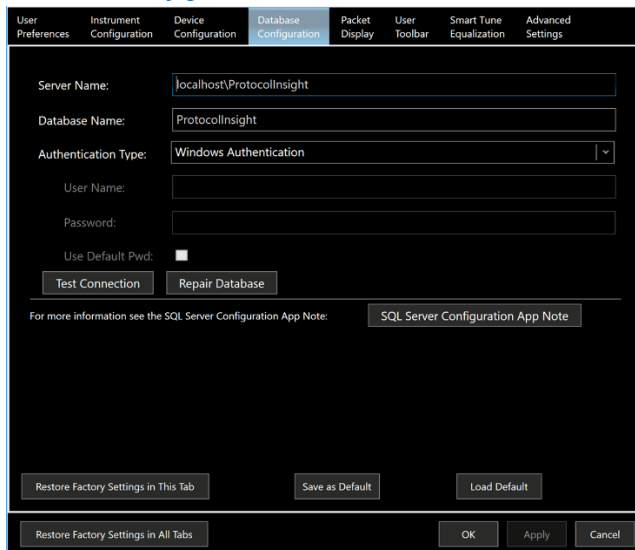 User Preferences
Instrument Configuration
Device Configuration
Database Configuration
Packet Display
User Toolbar
Smart Tune Equalization
Advanced Settings
Server Name:
localhost\ProtocolInsight
Database Name:
ProtocolInsight
Authentication Type:
Windows Authentication
User Name:
Password:
Use Default Pwd:
Test Connection
Repair Database
For more information see the SQL Server Configuration App Note:
SQL Server Configuration App Note
Restore Factory Settings in This Tab
Save as Default
Load Default
Restore Factory Settings in All Tabs
OK
Apply
Cancel